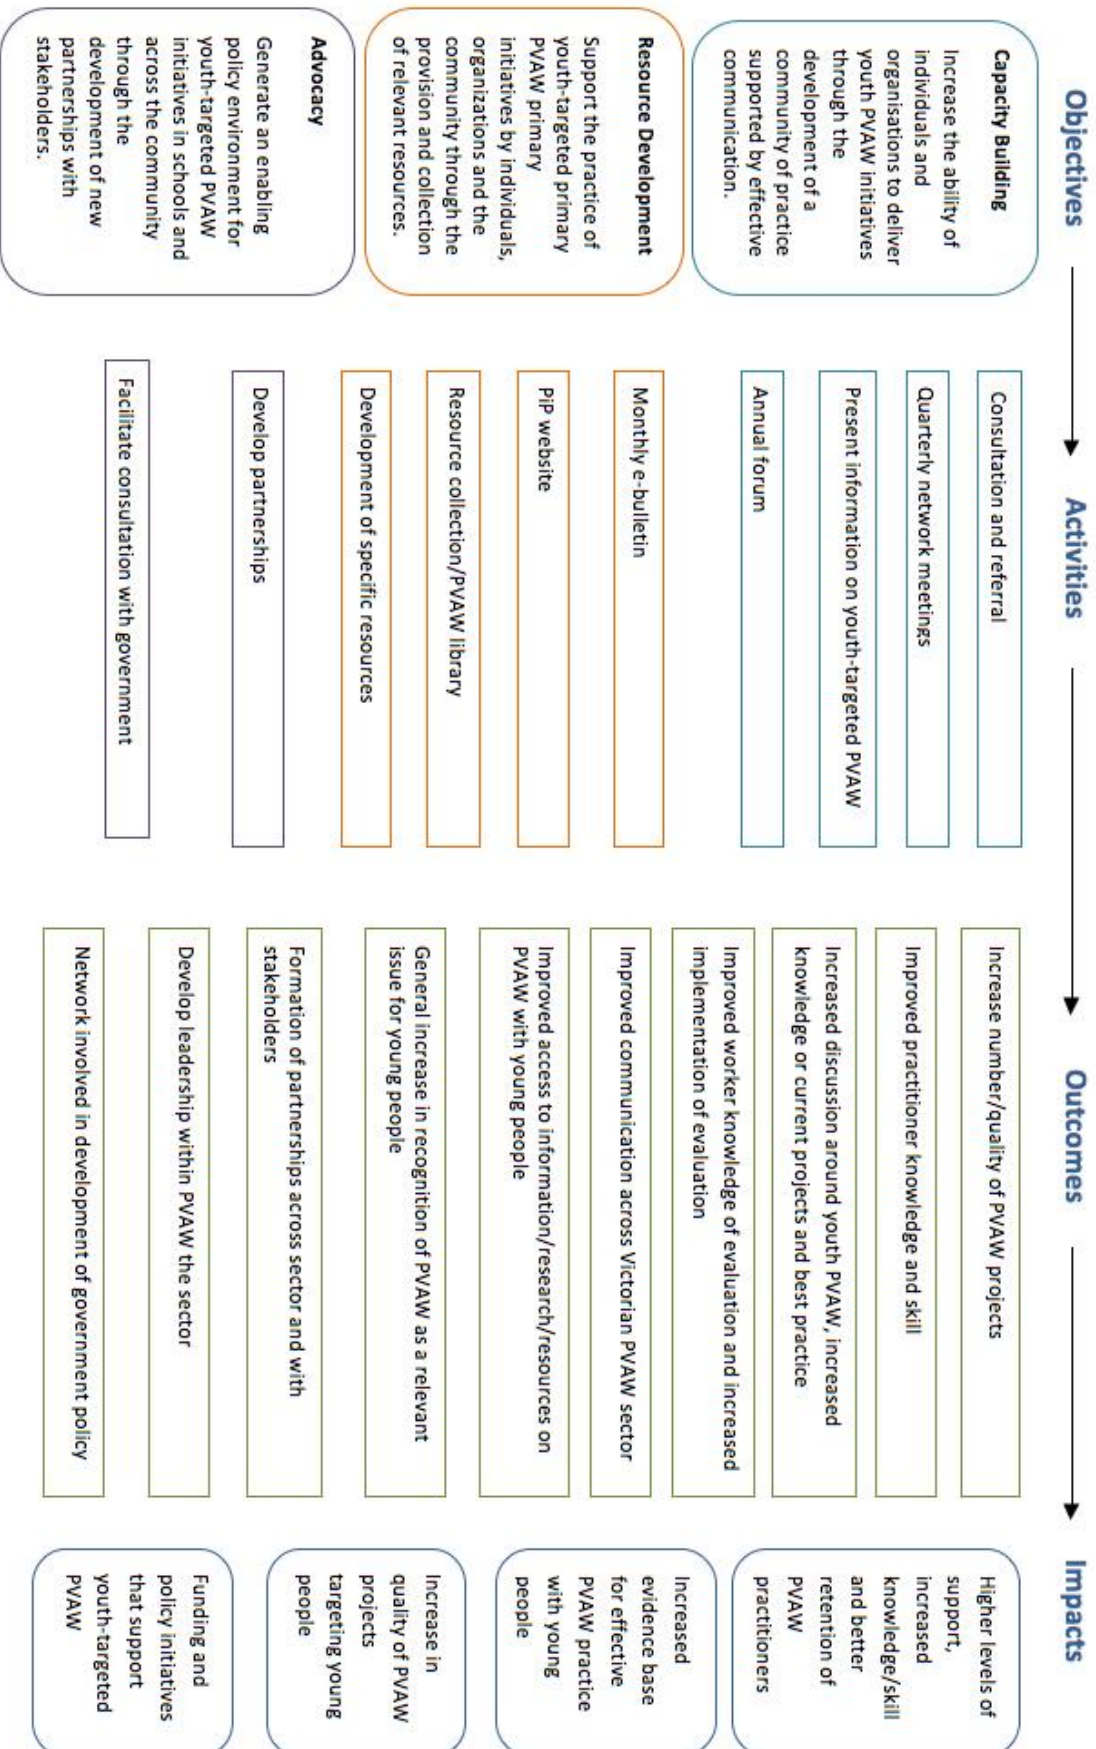 Objectives
Activities
Outcomes
Impacts
Capacity Building
Increase the ability of
individuals and
organisations to deliver
youth PVAW initiatives
through the
development of a
community of practice
supported by effective
communication.
Resource Development
Support the practice of
youth-targeted primary
PVAW primary
initiatives by individuals,
organizations and the
community through the
provision and collection
of relevant resources.
Advocacy
Generate an enabling
policy environment for
youth-targeted PVAW
initiatives in schools and
across the community
through the
development of new
partnerships with
stakeholders.
Consultation and referral
Quarterly network meetings
Present information on youth-targeted PVAW
Annual forum
Monthly e-bulletin
PiP website
Resource collection/PVAW library
Development of specific resources
Develop partnerships
Facilitate consultation with government
Increase number/quality of PVAW projects
Improved practitioner knowledge and skill
Increased discussion around youth PVAW, increased
knowledge or current projects and best practice
Improved worker knowledge of evaluation and increased
implementation of evaluation
Improved communication across Victorian PVAW sector
Improved access to information/research/resources on
PVAW with young people
General increase in recognition of PVAW as a relevant
issue for young people
Formation of partnerships across sector and with
stakeholders
Develop leadership within PVAW the sector
Network involved in development of government policy
Higher levels of
support,
increased
knowledge/skill
and better
retention of
PVAW
practitioners
Increased
evidence base
for effective
PVAW practice
with young
people
Increase in
quality of PVAW
projects
targeting young
people
Funding and
policy initiatives
that support
youth-targeted
PVAW